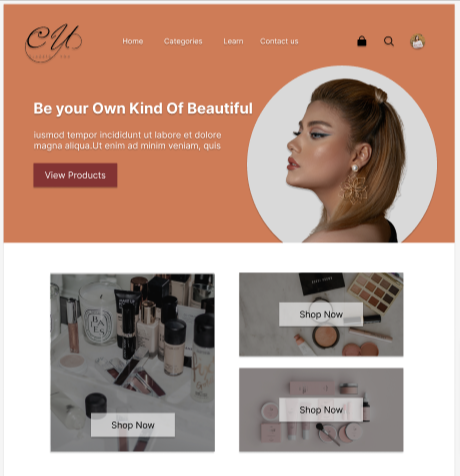 CU
Home Categories Learn Contact us
Be your Own Kind Of Beautiful
iusmod tempor incididunt ut labore et dolore
magna aliqua.Ut enim ad minim veniam, quis
View Products
Shop Now
Shop Now
Shop Now